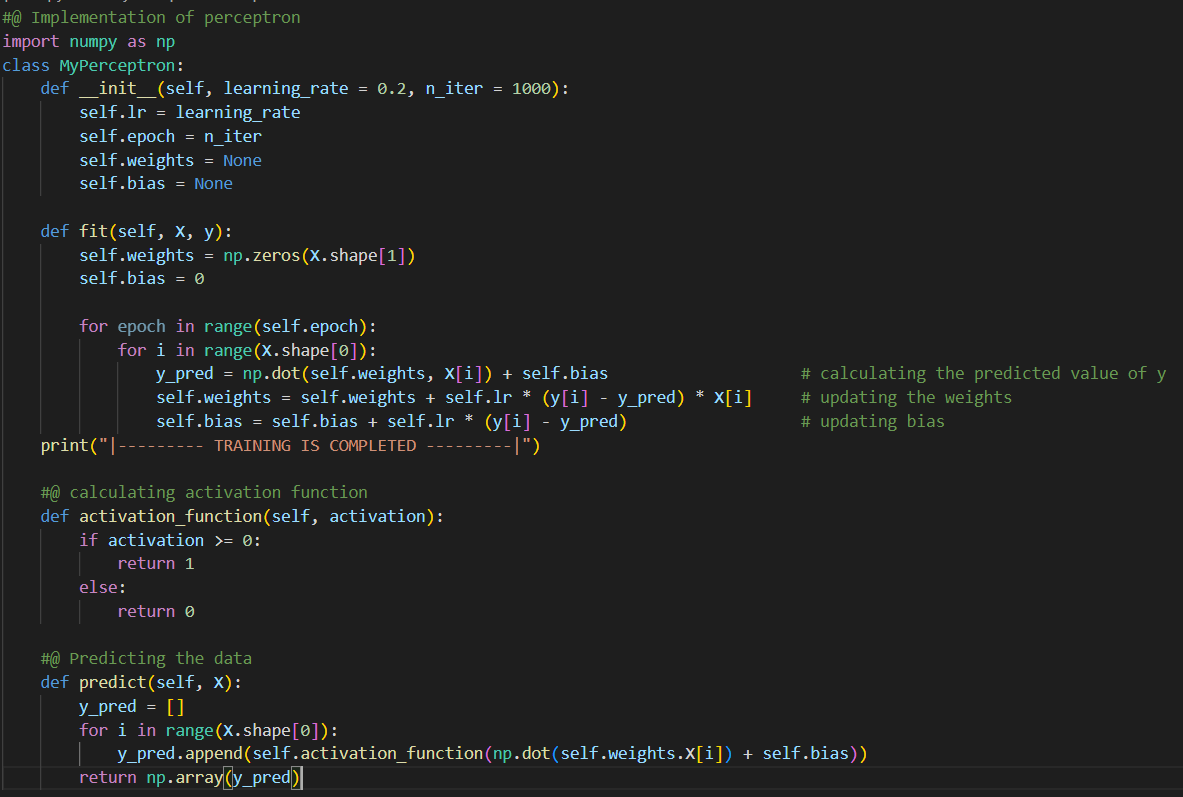 #@ Implementation of perceptron
import numpy as np
class MyPerceptron:
    def __init__(self, learning_rate = 0.2, n_iter = 1000):
        self.lr = learning_rate
        self.epoch = n_iter
        self.weights = None
        self.bias = None

    def fit(self, X, y):
        self.weights = np.zeros(X.shape[1])
        self.bias = 0

        for epoch in range(self.epoch):
            for i in range(X.shape[0]):
                y_pred = np.dot(self.weights, X[i]) + self.bias                    # calculating the predicted value of y
                self.weights = self.weights + self.lr * (y[i] - y_pred) * X[i]     # updating the weights
                self.bias = self.bias + self.lr * (y[i] - y_pred)                  # updating bias
    print("|--------- TRAINING IS COMPLETED ---------|")

    #@ calculating activation function
    def activation_function(self, activation):
        if activation >= 0:
            return 1
        else:
            return 0

    #@ Predicting the data
    def predict(self, X):
        y_pred = []
        for i in range(X.shape[0]):
            y_pred.append(self.activation_function(np.dot(self.weights.X[i]) + self.bias))
        return np.array(y_pred)